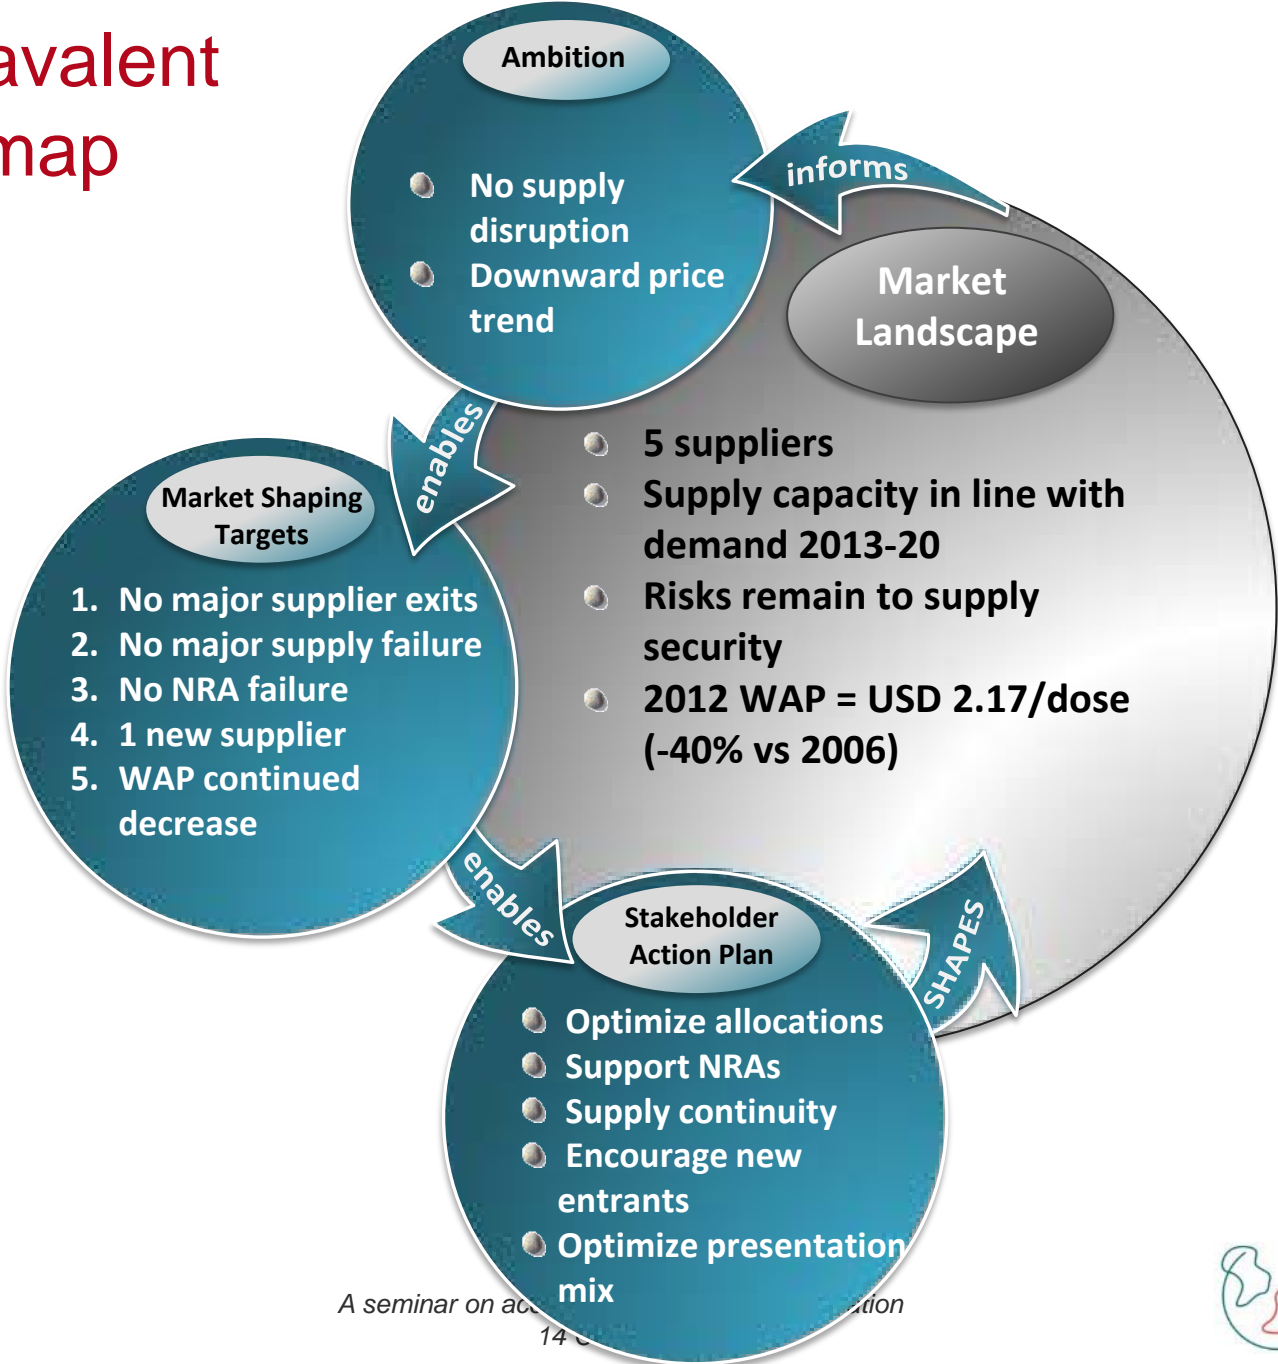 avalent
map
Ambition
No supply
disruption
Downward price
trend
informs
Market
Landscape
5 suppliers
Supply capacity in line with
demand 2013-20
Risks remain to supply
security
2012 WAP = USD 2.17/dose
(-40% vs 2006)
enables
Market Shaping
Targets
1. No major supplier exits
2. No major supply failure
3. No NRA failure
4. 1 new supplier
5. WAP continued
decrease
enables
Stakeholder
Action Plan
SHAPES
Optimize allocations
Support NRAs
Supply continuity
Encourage new
entrants
Optimize presentation
mix
A seminar on
14